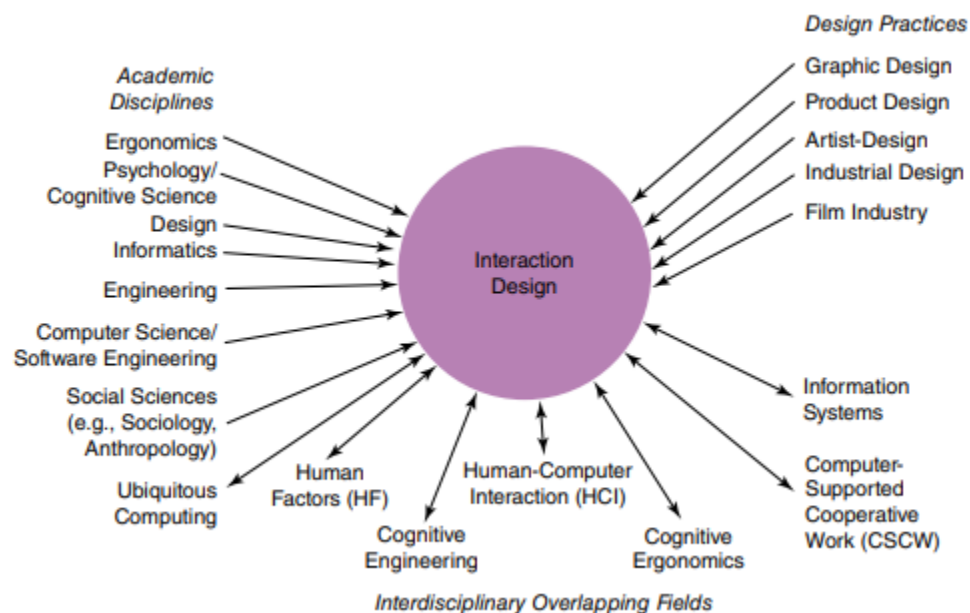 Academic
Disciplines
Ergonomics
Psychology/
Cognitive Science
Design
Informatics
Engineering
Computer Science/
Software Engineering
Social Sciences
(e.g., Sociology,
Anthropology)
Design Practices
Graphic Design
Product Design
Artist-Design
Industrial Design
Film Industry
Interaction
Design
Ubiquitous
Computing
Human
Factors (HF)
Cognitive
Engineering
Human-Computer
Interaction (HCI)
Cognitive
Ergonomics
Information
Systems
Computer-
Supported
Cooperative
Work (CSCW)
Interdisciplinary Overlapping Fields